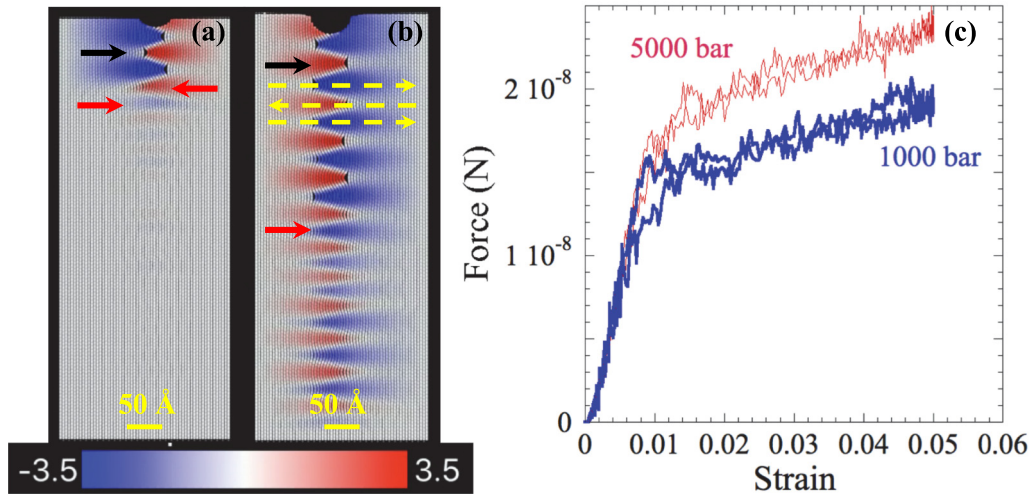 (a)
(b)
50 Å
50 Å
-3.5
3.5
(c)
5000 bar
1000 bar
2 10⁻⁸
1 10⁻⁸
0
Force (N)
0 0.01 0.02 0.03 0.04 0.05 0.06
Strain